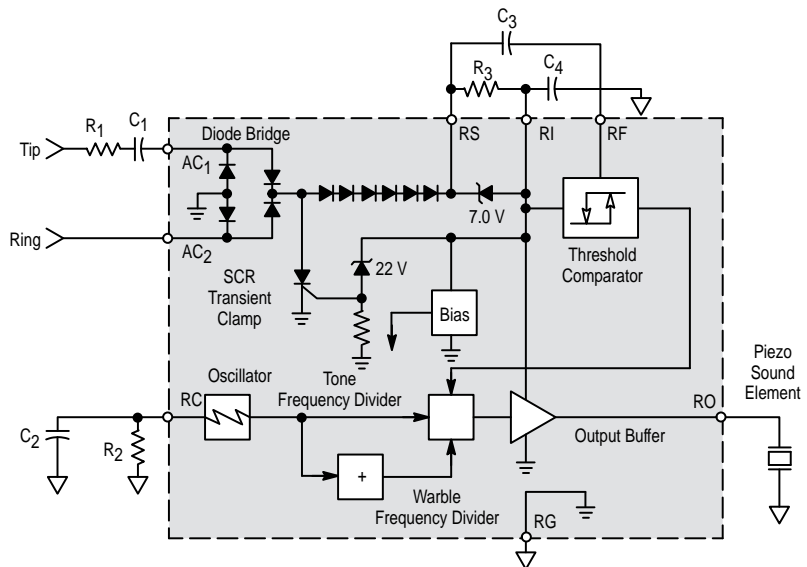 C3
R3
C4
RS
RI
RF
R1
C1
Tip
Diode Bridge
AC1
7.0 V
Ring
AC2
22 V
SCR
Transient
Clamp
Threshold
Comparator
Bias
Piezo
Sound
Element
Oscillator
Tone
Frequency Divider
RC
RO
C2
R2
Output Buffer
+
Warble
Frequency Divider
RG